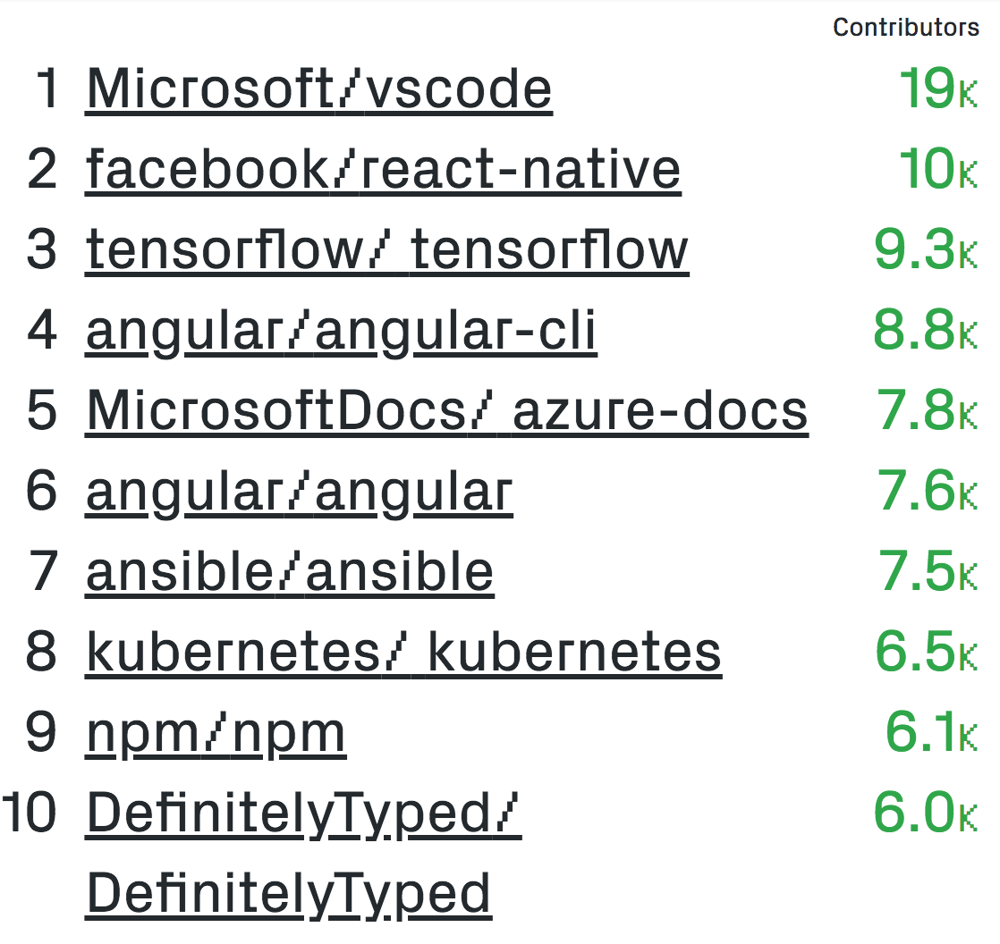 Contributors
1 Microsoft/vscode 19K
2 facebook/react-native 10K
3 tensorflow/ tensorflow 9.3K
4 angular/angular-cli 8.8K
5 MicrosoftDocs/ azure-docs 7.8K
6 angular/angular 7.6K
7 ansible/ansible 7.5K
8 kubernetes/ kubernetes 6.5K
9 npm/npm 6.1K
10 DefinitelyTyped/ 6.0K
DefinitelyTyped